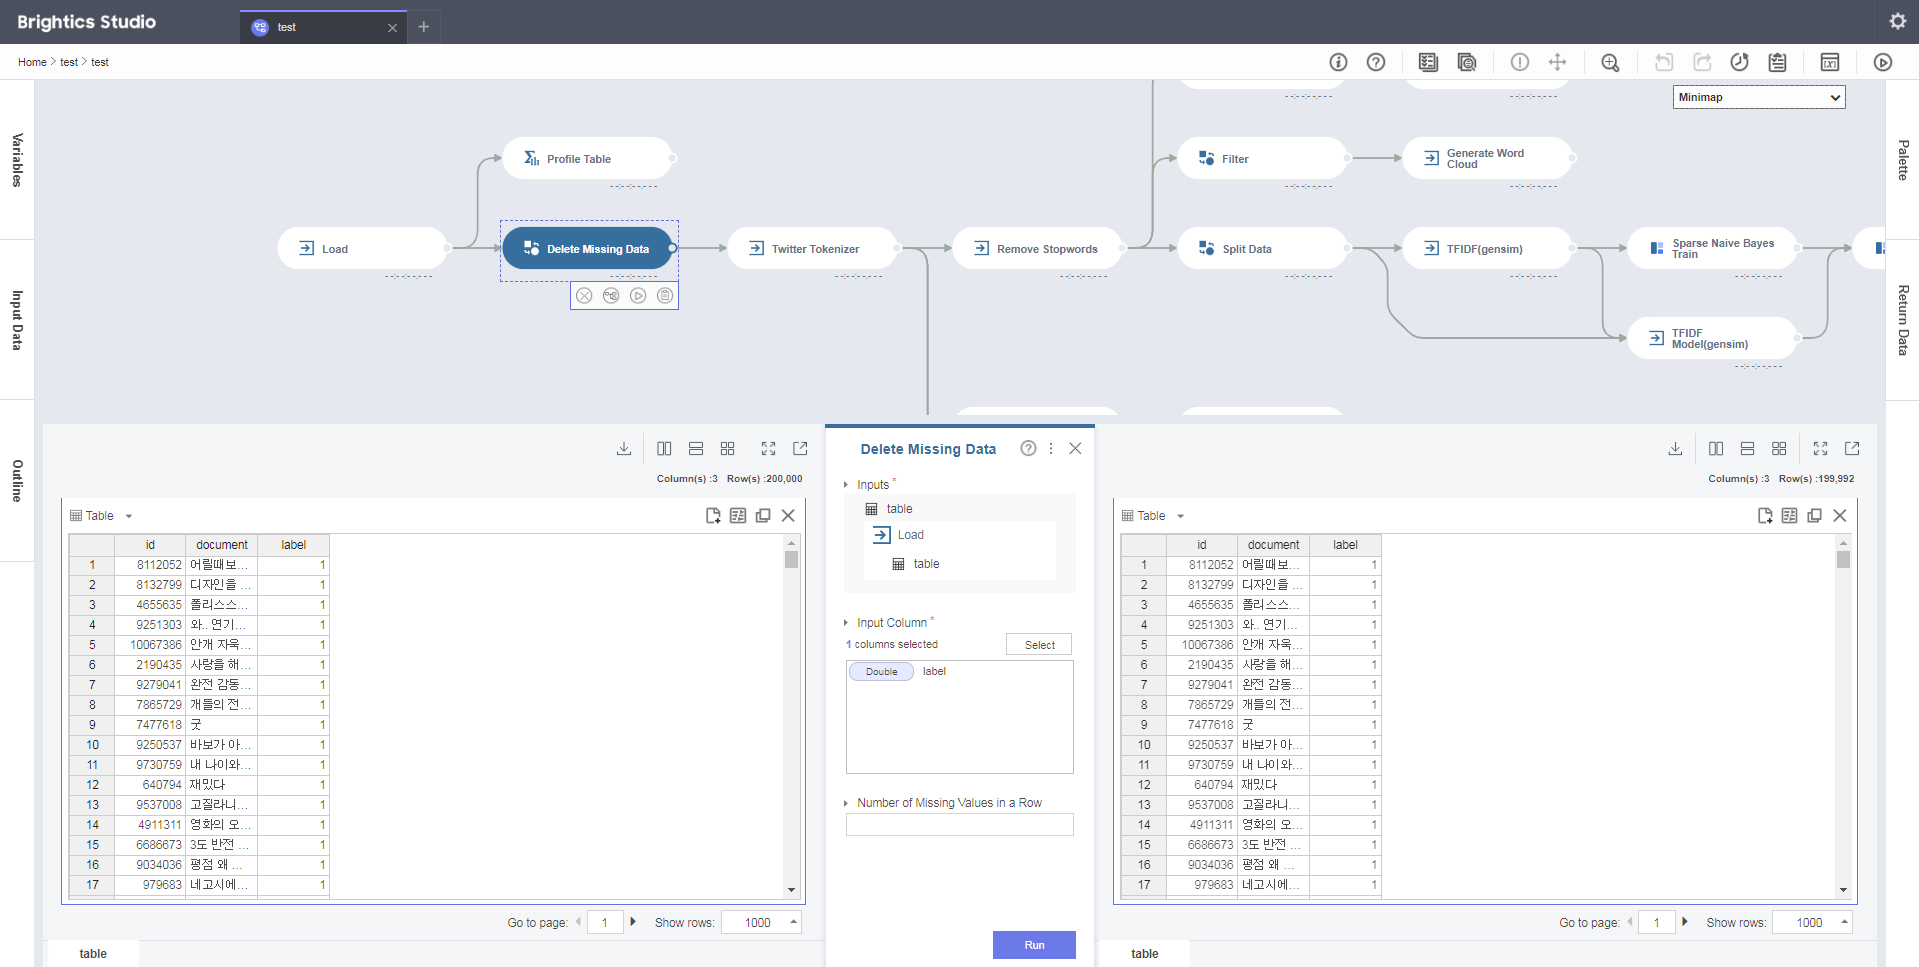 Brightics Studio
test
Home > test > test
Minimap
Variables
Input Data
Outline
Palette
Return Data
--:--:--.---
--:--:--.---
Profile Table
--:--:--.---
Filter
--:--:--.---
Generate Word
Cloud
--:--:--.---
Load
--:--:--.---
Delete Missing Data
--:--:--.---
Twitter Tokenizer
--:--:--.---
Remove Stopwords
Split Data
--:--:--.---
TFIDF(gensim)
--:--:--.---
Sparse Naive Bayes
Train
TFIDF
Model(gensim)
--:--:--.---
Column(s) :3 Row(s) :200,000
Table
id document label
1 8112052 어릴때보... 1
2 8132799 디자인을 ... 1
3 4655635 폴리스스... 1
4 9251303 와.. 연기... 1
5 10067386 안개 자욱... 1
6 2190435 사랑을 해... 1
7 9279041 완전 감동... 1
8 7865729 개들의 전... 1
9 7477618 굿 1
10 9250537 바보가 아... 1
11 9730759 내 나이와... 1
12 640794 재밌다 1
13 9537008 고질라니... 1
14 4911311 영화의 오... 1
15 6686673 3도 반전 ... 1
16 9034036 평점 왜 ... 1
17 979683 네고시에... 1
Go to page: 1 Show rows: 1000
table
Delete Missing Data
Inputs *
table
Load
table
Input Column *
1 columns selected
Select
Double label
Number of Missing Values in a Row
Run
Column(s) :3 Row(s) :199,992
Table
id document label
1 8112052 어릴때보... 1
2 8132799 디자인을 ... 1
3 4655635 폴리스스... 1
4 9251303 와.. 연기... 1
5 10067386 안개 자욱... 1
6 2190435 사랑을 해... 1
7 9279041 완전 감동... 1
8 7865729 개들의 전... 1
9 7477618 굿 1
10 9250537 바보가 아... 1
11 9730759 내 나이와... 1
12 640794 재밌다 1
13 9537008 고질라니... 1
14 4911311 영화의 오... 1
15 6686673 3도 반전 ... 1
16 9034036 평점 왜 ... 1
17 979683 네고시에... 1
Go to page: 1 Show rows: 1000
table